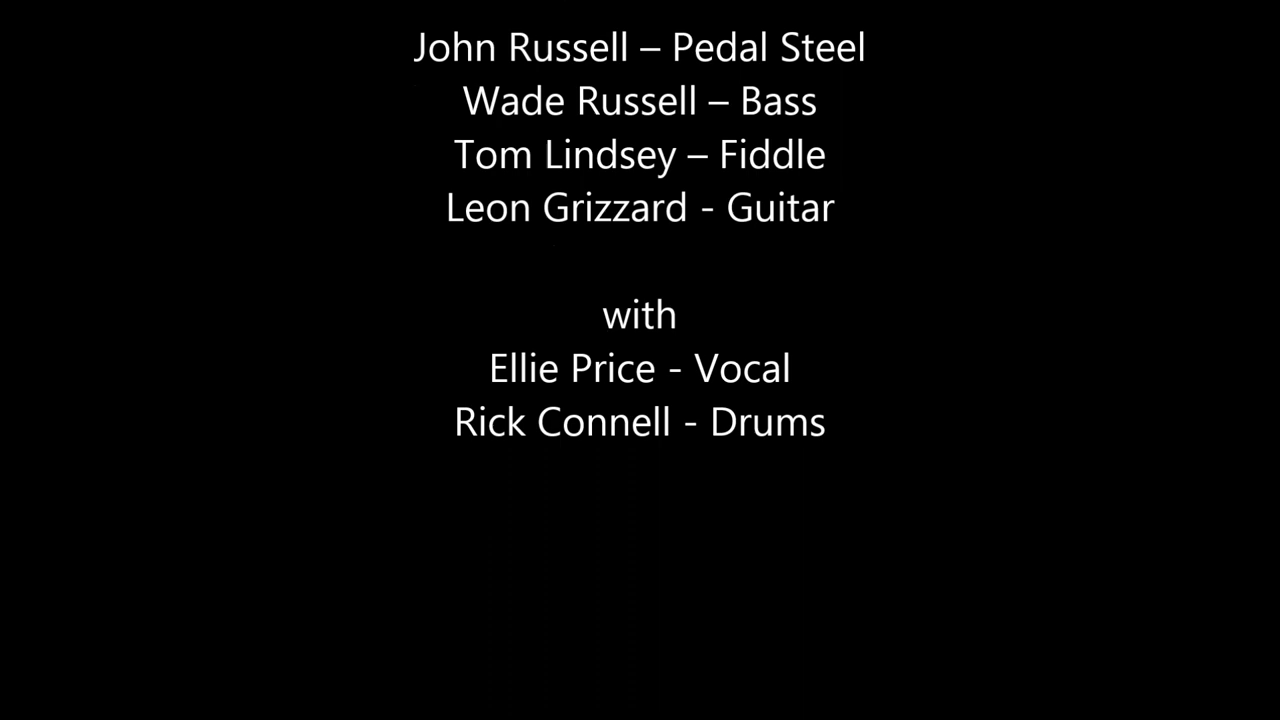 John Russell – Pedal Steel
Wade Russell – Bass
Tom Lindsey – Fiddle
Leon Grizzard - Guitar
with
Ellie Price - Vocal
Rick Connell - Drums